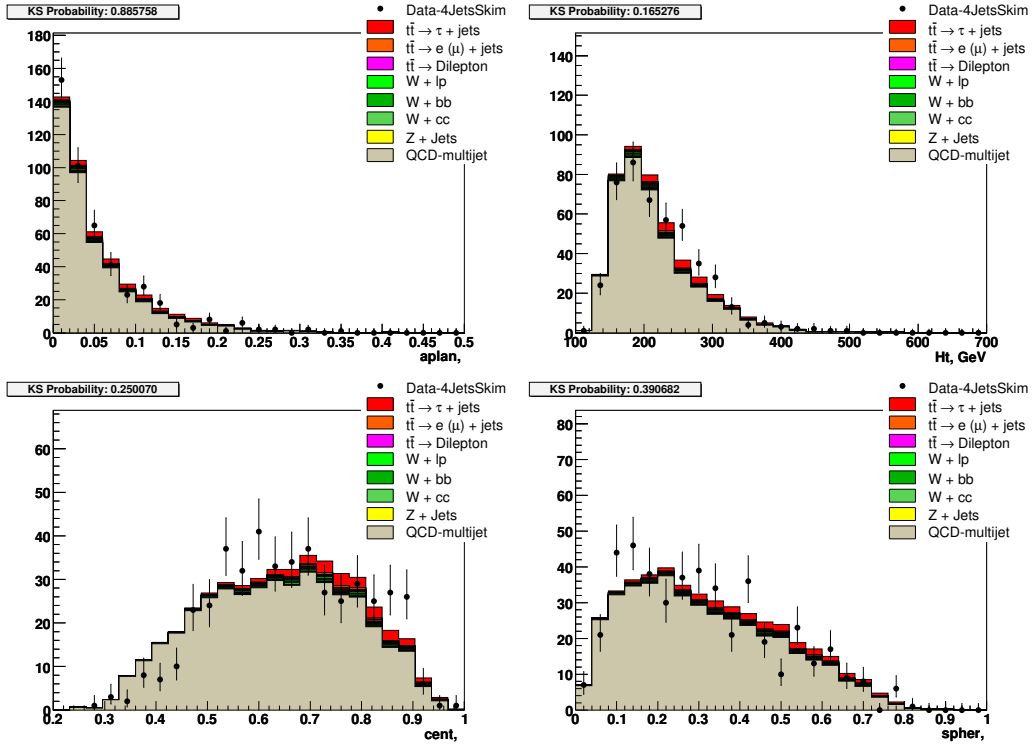 KS Probability: 0.885758
Data-4JetsSkim
tt̄ → τ + jets
tt̄ → e (μ) + jets
tt̄ → Dilepton
W + lp
W + bb
W + cc
Z + Jets
QCD-multijet
180
160
140
120
100
80
60
40
20
0
0 0.05 0.1 0.15 0.2 0.25 0.3 0.35 0.4 0.45 0.5
aplan,
KS Probability: 0.165276
Data-4JetsSkim
tt̄ → τ + jets
tt̄ → e (μ) + jets
tt̄ → Dilepton
W + lp
W + bb
W + cc
Z + Jets
QCD-multijet
140
120
100
80
60
40
20
0
100 200 300 400 500 600 700
Ht, GeV
KS Probability: 0.250070
Data-4JetsSkim
tt̄ → τ + jets
tt̄ → e (μ) + jets
tt̄ → Dilepton
W + lp
W + bb
W + cc
Z + Jets
QCD-multijet
60
50
40
30
20
10
0
0.2 0.3 0.4 0.5 0.6 0.7 0.8 0.9 1
cent,
KS Probability: 0.390682
Data-4JetsSkim
tt̄ → τ + jets
tt̄ → e (μ) + jets
tt̄ → Dilepton
W + lp
W + bb
W + cc
Z + Jets
QCD-multijet
80
70
60
50
40
30
20
10
0
0 0.1 0.2 0.3 0.4 0.5 0.6 0.7 0.8 0.9 1
spher,